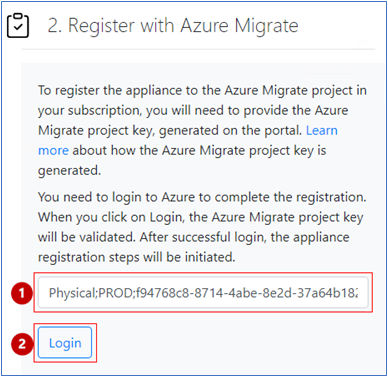 2. Register with Azure Migrate
To register the appliance to the Azure Migrate project in
your subscription, you will need to provide the Azure
Migrate project key, generated on the portal. Learn
more about how the Azure Migrate project key is
generated.
You need to login to Azure to complete the registration.
When you click on Login, the Azure Migrate project key
will be validated. After successful login, the appliance
registration steps will be initiated.
1 Physical;PROD;f94768c8-8714-4abe-8e2d-37a64b182
2 Login